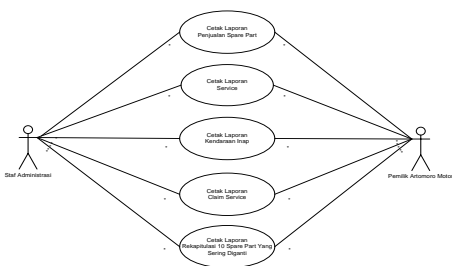 Cetak Laporan
Penjualan Spare Part
Cetak Laporan
Service
Cetak Laporan
Kendaraan Inap
Staf Administrasi
Pemilik Artomoro Motor
Cetak Laporan
Claim Service
Cetak Laporan
Rekapitulasi 10 Spare Part Yang
Sering Diganti